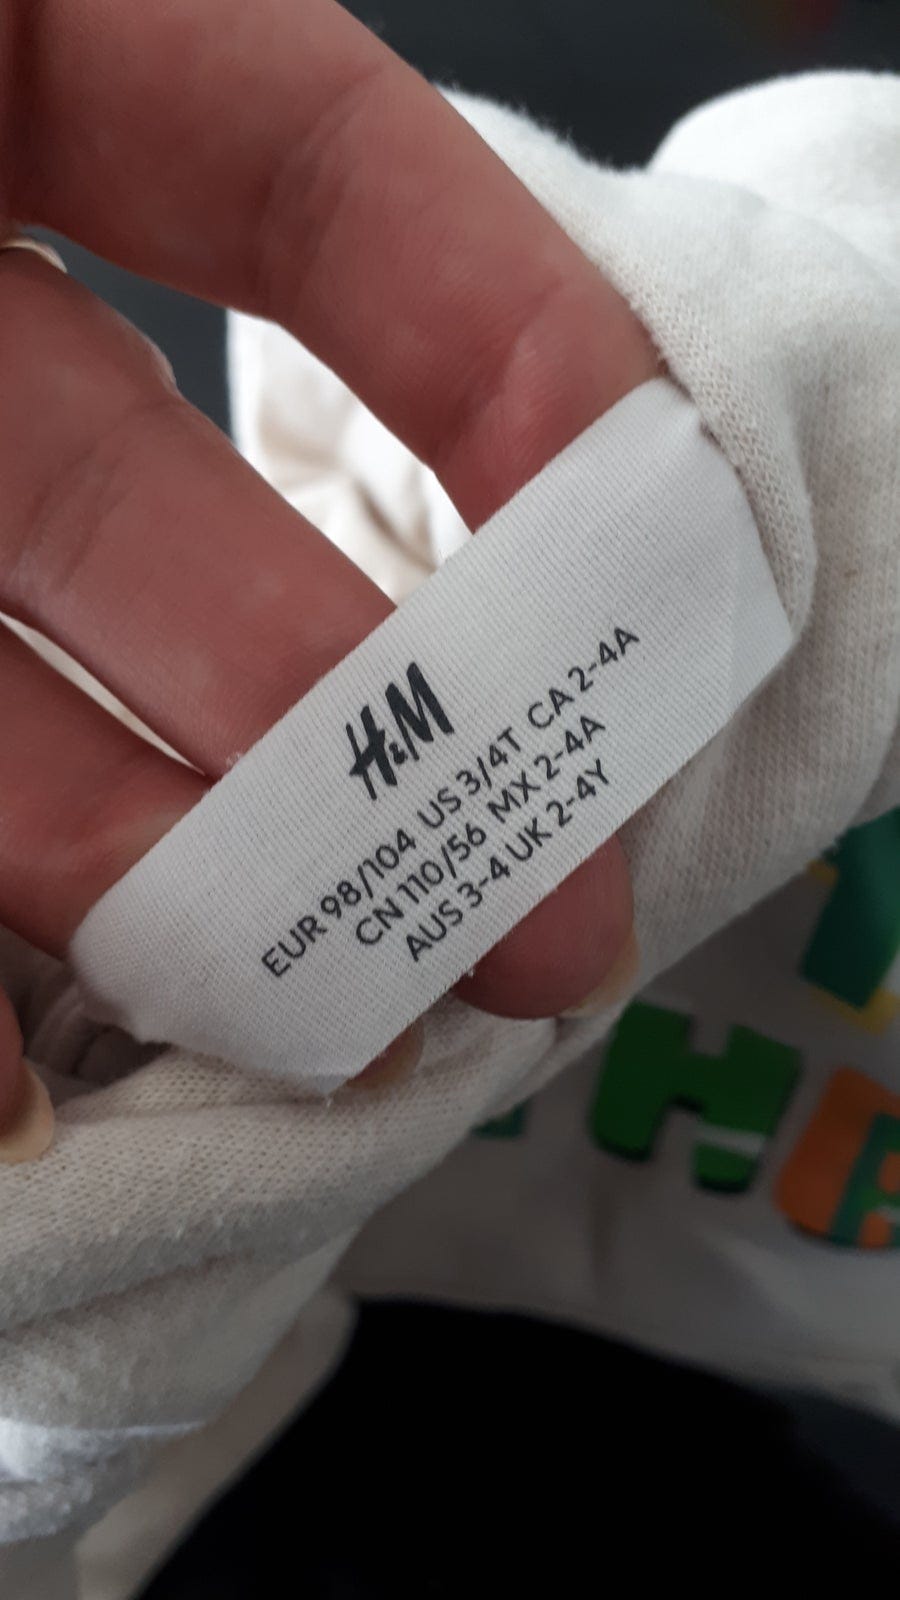 H&M
EUR 98/104 US 3/4T CA 2-4A
CN 110/56 MX 2-4A
AUS 3-4 UK 2-4Y
H